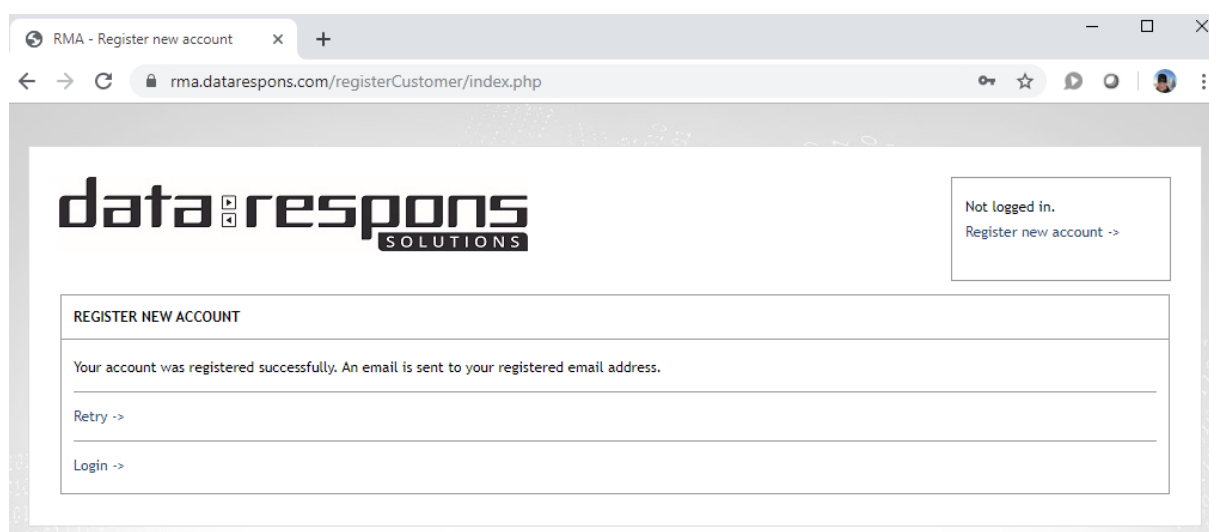 RMA - Register new account
rma.datarespons.com/registerCustomer/index.php
data respons
SOLUTIONS
Not logged in.
Register new account ->
REGISTER NEW ACCOUNT
Your account was registered successfully. An email is sent to your registered email address.
Retry ->
Login ->